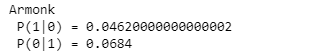 Armonk
P(1|0) = 0.04620000000000002
P(0|1) = 0.0684